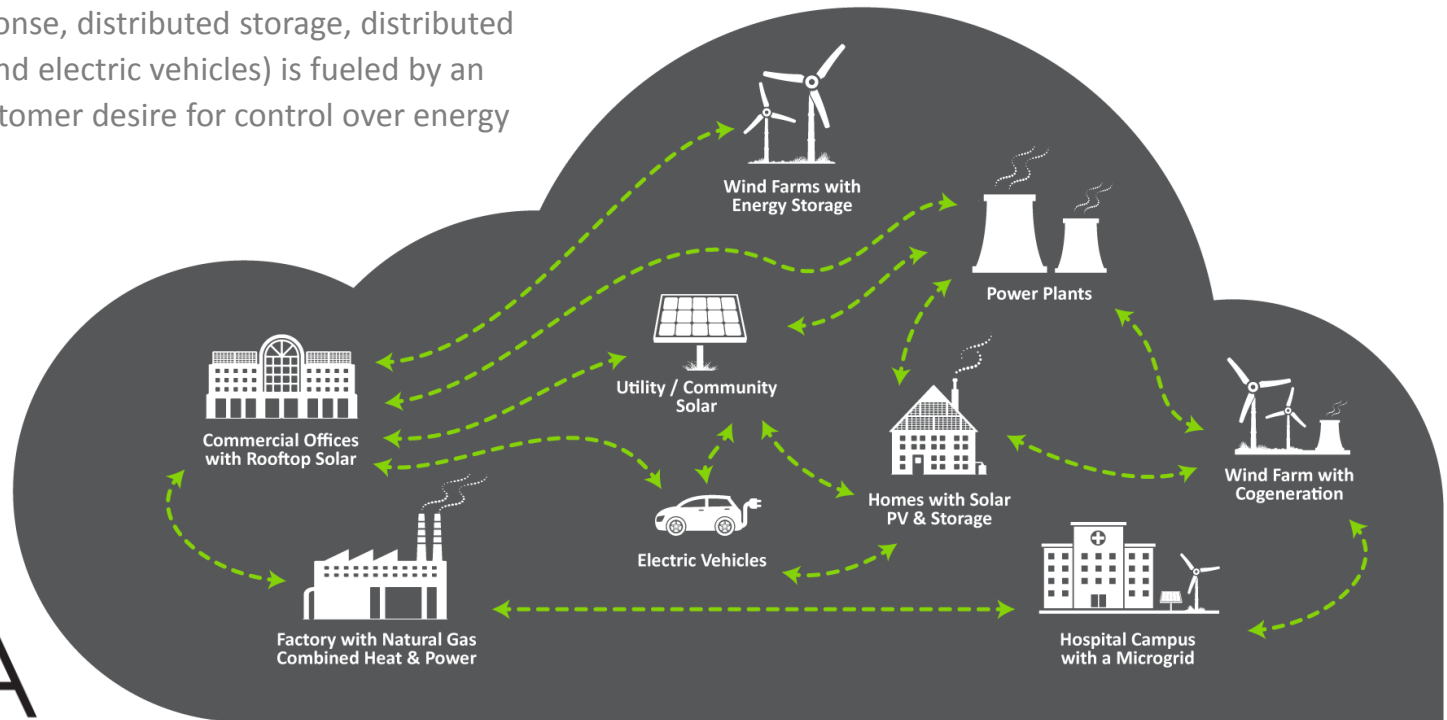 onse, distributed storage, distributed
nd electric vehicles) is fueled by an
tomer desire for control over energy
Wind Farms with
Energy Storage
Power Plants
Utility / Community
Solar
Commercial Offices
with Rooftop Solar
Homes with Solar
PV & Storage
Wind Farm with
Cogeneration
Electric Vehicles
Factory with Natural Gas
Combined Heat & Power
Hospital Campus
with a Microgrid
A